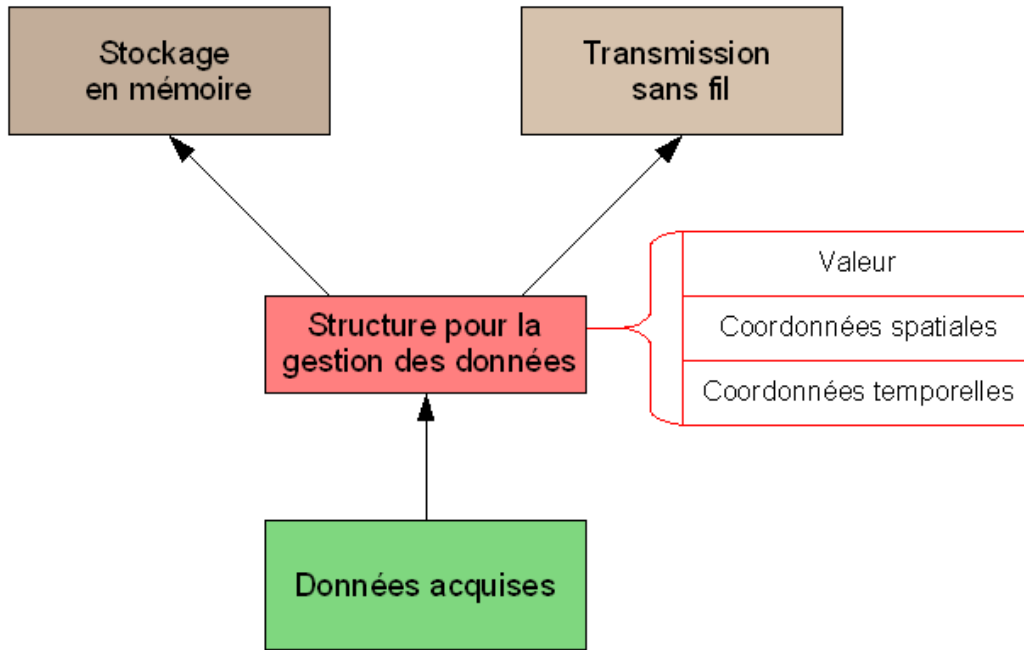 Stockage
en mémoire
Transmission
sans fil
Valeur
Structure pour la
gestion des données
Coordonnées spatiales
Coordonnées temporelles
Données acquises